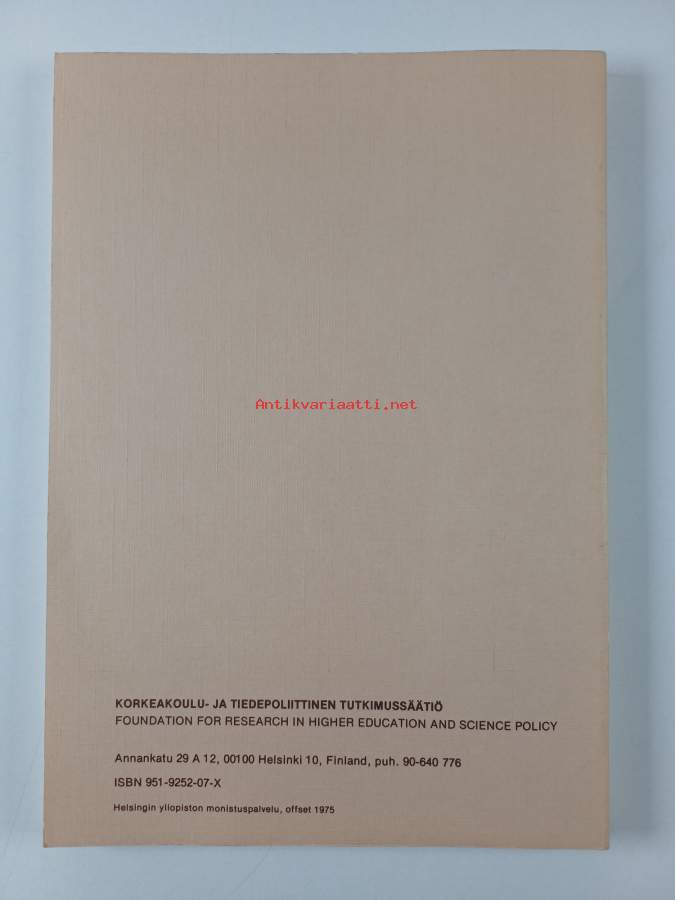 Antikvariaatti.net
KORKEAKOULU- JA TIEDEPOLIITTINEN TUTKIMUSSÄÄTIÖ
FOUNDATION FOR RESEARCH IN HIGHER EDUCATION AND SCIENCE POLICY
Annankatu 29 A 12, 00100 Helsinki 10, Finland, puh. 90-640 776
ISBN 951-9252-07-X
Helsingin yliopiston monistuspalvelu, offset 1975